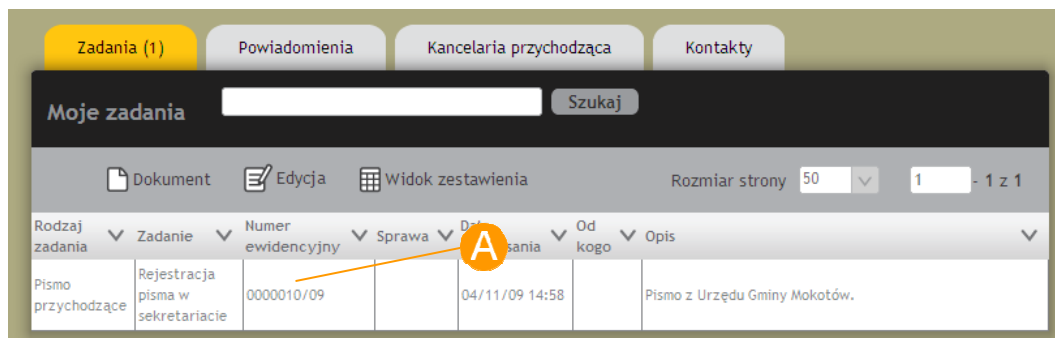 Zadania (1) Powiadomienia Kancelaria przychodząca Kontakty
Moje zadania Szukaj
Dokument Edycja Widok zestawienia Rozmiar strony 50 1 - 1 z 1
Rodzaj zadania Zadanie Numer ewidencyjny Sprawa Od kogo Opis
A
Pismo przychodzące Rejestracja pisma w sekretariacie 0000010/09 04/11/09 14:58 Pismo z Urzędu Gminy Mokotów.